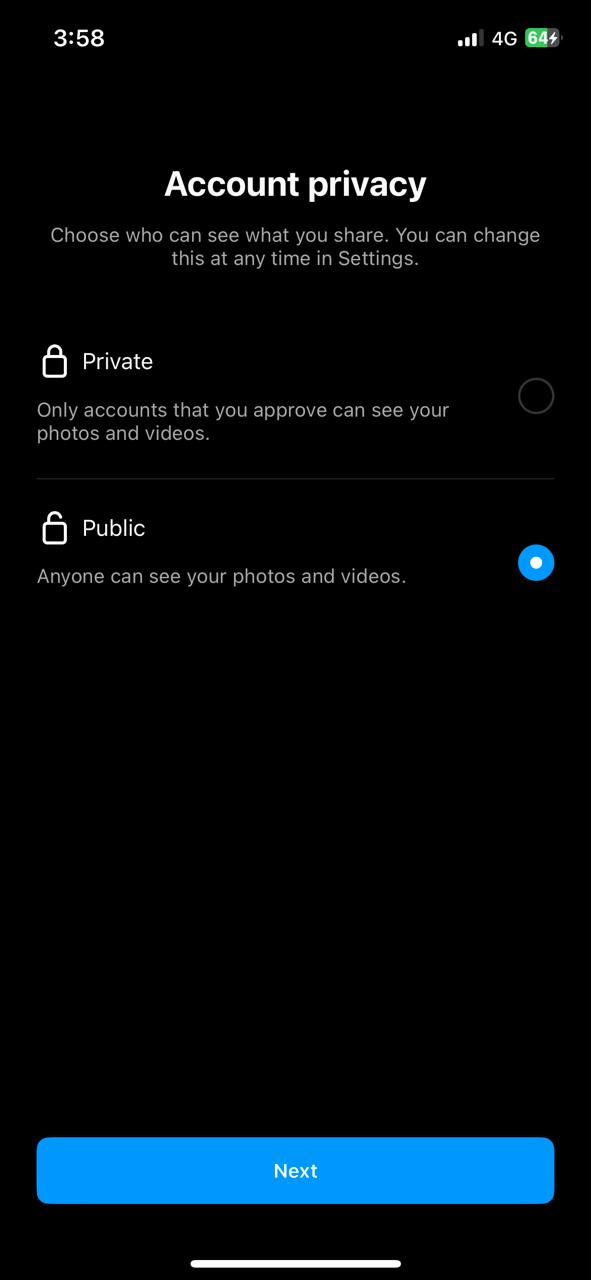 3:58
4G
64
Account privacy
Choose who can see what you share. You can change
this at any time in Settings.
Private
Only accounts that you approve can see your
photos and videos.
Public
Anyone can see your photos and videos.
Next